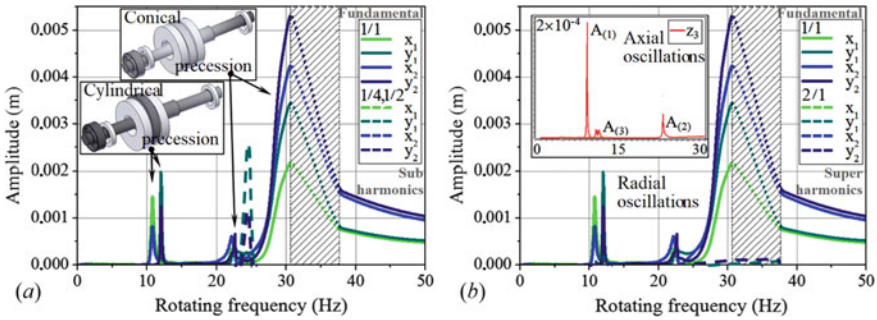 Conical
precession
Cylindrical
precession
Fundamental
1/1
x1
y1
x2
y2
1/4,1/2
x1
y1
x2
y2
Sub
harmonics
Amplitude (m)
0.005
0.004
0.003
0.002
0.001
0.000
0 10 20 30 40 50
(a) Rotating frequency (Hz)
2×10−4
A(1)
z3
Axial
oscillations
A(3)
A(2)
1 15 30
Radial
oscillations
Fundamental
1/1
x1
y1
x2
y2
2/1
x1
y1
x2
y2
Super
harmonics
Amplitude (m)
0.005
0.004
0.003
0.002
0.001
0.000
0 10 20 30 40 50
(b) Rotating frequency (Hz)